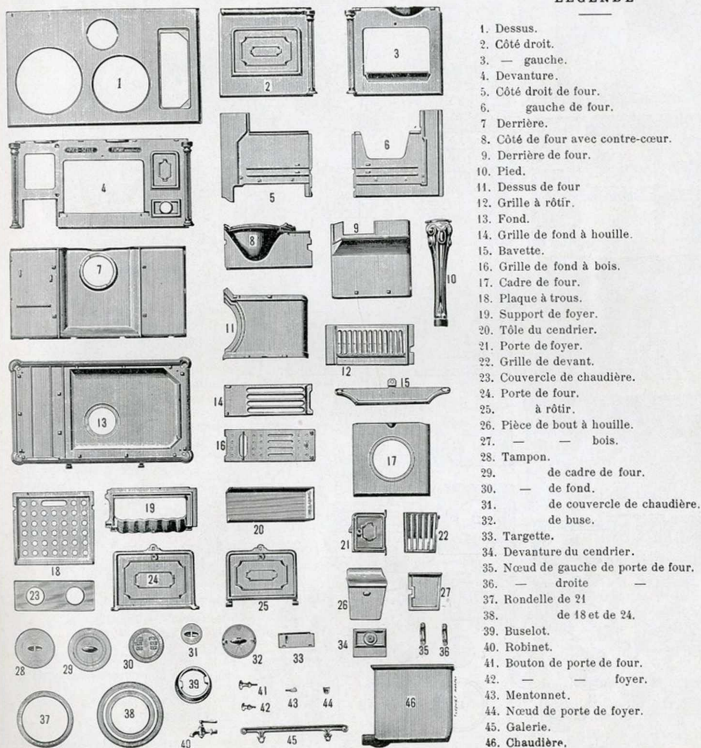 LÉGENDE
1. Dessus.
2. Côté droit.
3. — gauche.
4. Devanture.
5. Côté droit de four.
6. gauche de four.
7 Derrière.
8. Côté de four avec contre-cœur.
9. Derrière de four.
10. Pied.
11. Dessus de four
12. Grille à rôtir.
13. Fond.
14. Grille de fond à houille.
15. Bavette.
16. Grille de fond à bois.
17. Cadre de four.
18. Plaque à trous.
19. Support de foyer.
20. Tôle du cendrier.
21. Porte de foyer.
22. Grille de devant.
23. Couvercle de chaudière.
24. Porte de four.
25. à rôtir.
26. Pièce de bout à houille.
27. — — bois.
28. Tampon.
29. de cadre de four.
30. — de fond.
31. de couvercle de chaudière.
32. de buse.
33. Targette.
34. Devanture du cendrier.
35. Nœud de gauche de porte de four.
36. — droite —
37. Rondelle de 21
38. de 18 et de 24.
39. Buselot.
40. Robinet.
41. Bouton de porte de four.
42. — — foyer.
43. Mentonnet.
44. Nœud de porte de foyer.
45. Galerie.
46. Chaudière.
1
2
3
4
5
6
7
8
9
10
11
12
13
14
15
16
17
18
19
20
21
22
23
24
25
26
27
28
29
30
31
32
33
34
35
36
37
38
39
40
41
42
43
44
45
46